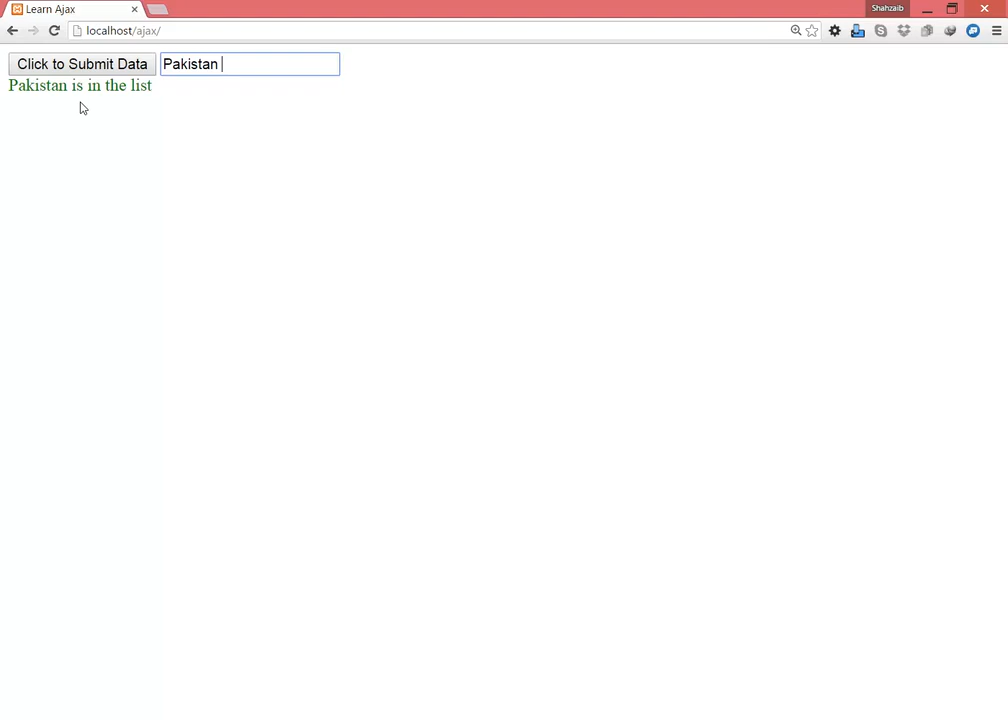 Learn Ajax
Shahzaib
localhost/ajax/
Click to Submit Data
Pakistan
Pakistan is in the list